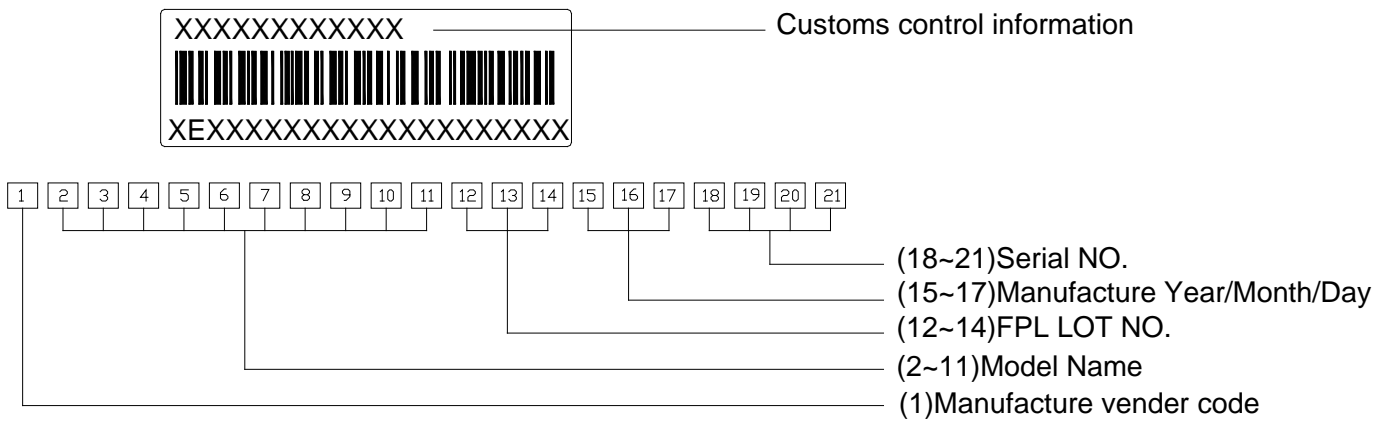 XXXXXXXXXXXX
Customs control information
XEXXXXXXXXXXXXXXXXXXX
1 2 3 4 5 6 7 8 9 10 11 12 13 14 15 16 17 18 19 20 21
(18~21)Serial NO.
(15~17)Manufacture Year/Month/Day
(12~14)FPL LOT NO.
(2~11)Model Name
(1)Manufacture vender code